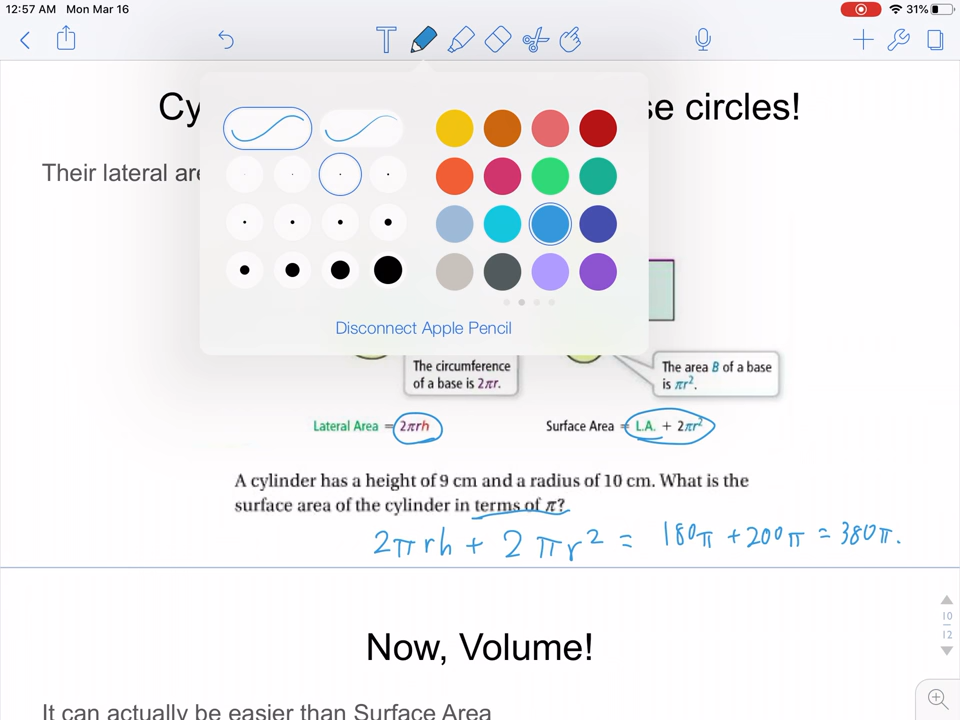 12:57 AM Mon Mar 16
31%
T
Cy
se circles!
Their lateral are
Disconnect Apple Pencil
The circumference
of a base is 2πr.
The area B of a base
is πr².
Lateral Area = 2πrh
Surface Area = L.A. + 2πr²
A cylinder has a height of 9 cm and a radius of 10 cm. What is the
surface area of the cylinder in terms of π?
2πrh + 2πr² = 180π + 200π = 380π.
10
12
Now, Volume!
It can actually be easier than Surface Area